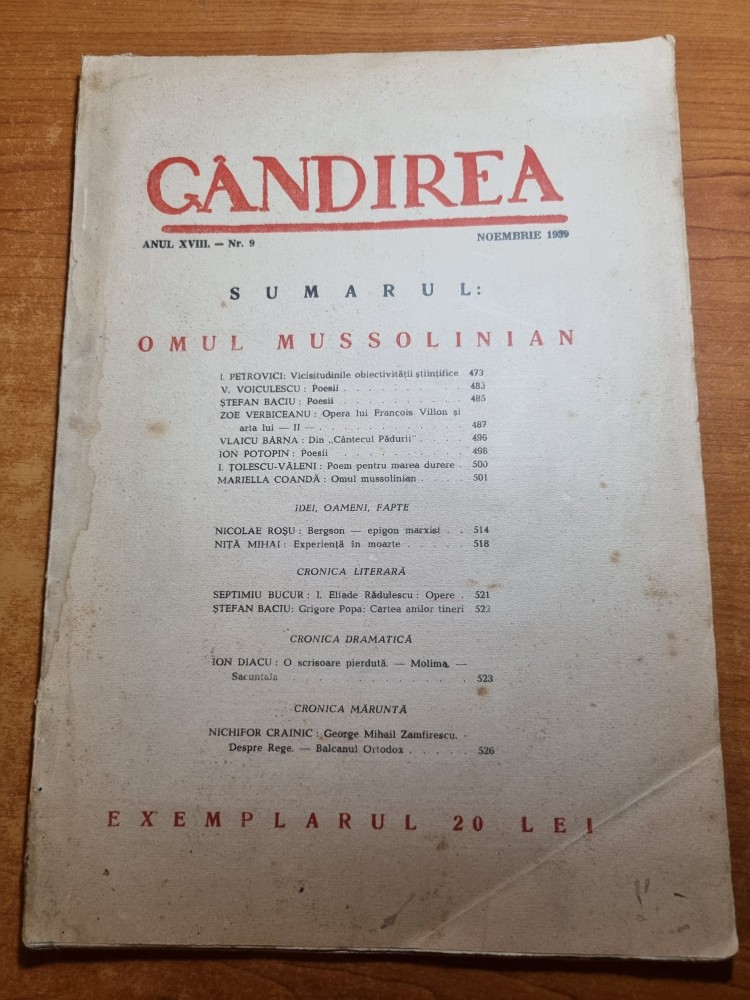 GÂNDIREA
ANUL XVIII. — Nr. 9
NOEMBRIE 1939
SUMARUL:
OMUL MUSSOLINIAN
I. PETROVICI: Vicisitudinile obiectivității științifice 473
V. VOICULESCU : Poesii . . . . . . . . . 483
ȘTEFAN BACIU : Poesii . . . . . . . . . 485
ZOE VERBICEANU : Opera lui François Villon și
arta lui — II — . . . . . . . . . . 487
VLAICU BÂRNA : Din „Cântecul Pădurii" . . . . 496
ION POTOPIN : Poesii . . . . . . . . . 498
I. ȚOLESCU-VĂLENI : Poem pentru marea durere . 500
MARIELLA COANDĂ : Omul mussolinian . . . . 501
IDEI, OAMENI, FAPTE
NICOLAE ROȘU : Bergson — epigon marxist . . 514
NIȚĂ MIHAI : Experiență în moarte . . . . . 518
CRONICA LITERARĂ
SEPTIMIU BUCUR : I. Eliade Rădulescu : Opere . 521
ȘTEFAN BACIU: Grigore Popa: Cartea anilor tineri 522
CRONICA DRAMATICĂ
ION DIACU : O scrisoare pierdută. — Molima. —
Sacuntala . . . . . . . . . . . . 523
CRONICA MĂRUNTĂ
NICHIFOR CRAINIC : George Mihail Zamfirescu. -
Despre Rege. — Balcanul Ortodox . . . . . 526
EXEMPLARUL 20 LEI